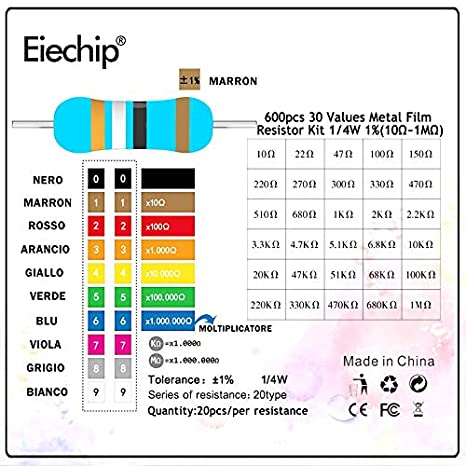 Eiechip®
±1% MARRON
600pcs 30 Values Metal Film
Resistor Kit 1/4W 1%(10Ω~1MΩ)
10Ω 22Ω 47Ω 100Ω 150Ω
220Ω 270Ω 300Ω 330Ω 470Ω
510Ω 680Ω 1KΩ 2KΩ 2.2KΩ
3.3KΩ 4.7KΩ 5.1KΩ 6.8KΩ 10KΩ
20KΩ 47KΩ 51KΩ 68KΩ 100KΩ
220KΩ 330KΩ 470KΩ 680KΩ 1MΩ
NERO 0 0
MARRON 1 1 x10Ω
ROSSO 2 2 x100Ω
ARANCIO 3 3 x1.000Ω
GIALLO 4 4 x10.000Ω
VERDE 5 5 x100.000Ω
BLU 6 6 x1.000.000Ω
MOLTIPLICATORE
VIOLA 7 7
GRIGIO 8 8
BIANCO 9 9
KΩ=x1.000Ω
MΩ=x1.000.000Ω
Tolerance: ±1% 1/4W
Series of resistance: 20type
Quantity:20pcs/per resistance
Made in China
CE FC